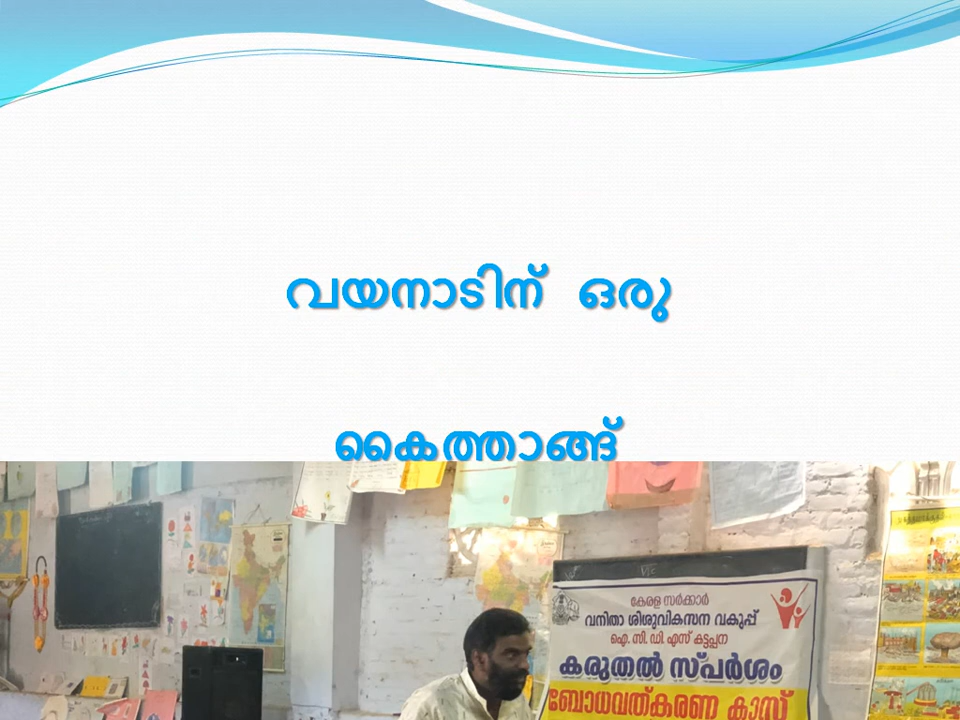 വയനാടിന് ഒരു
കൈത്താങ്ങ്
കേരള സർക്കാർ
വനിതാ ശിശുവികസന വകുപ്പ്
ഐ. സി. ഡി. എസ് കട്ടപ്പന
കരുതൽ സ്പർശം
ബോധവത്കരണ ക്ലാസ്